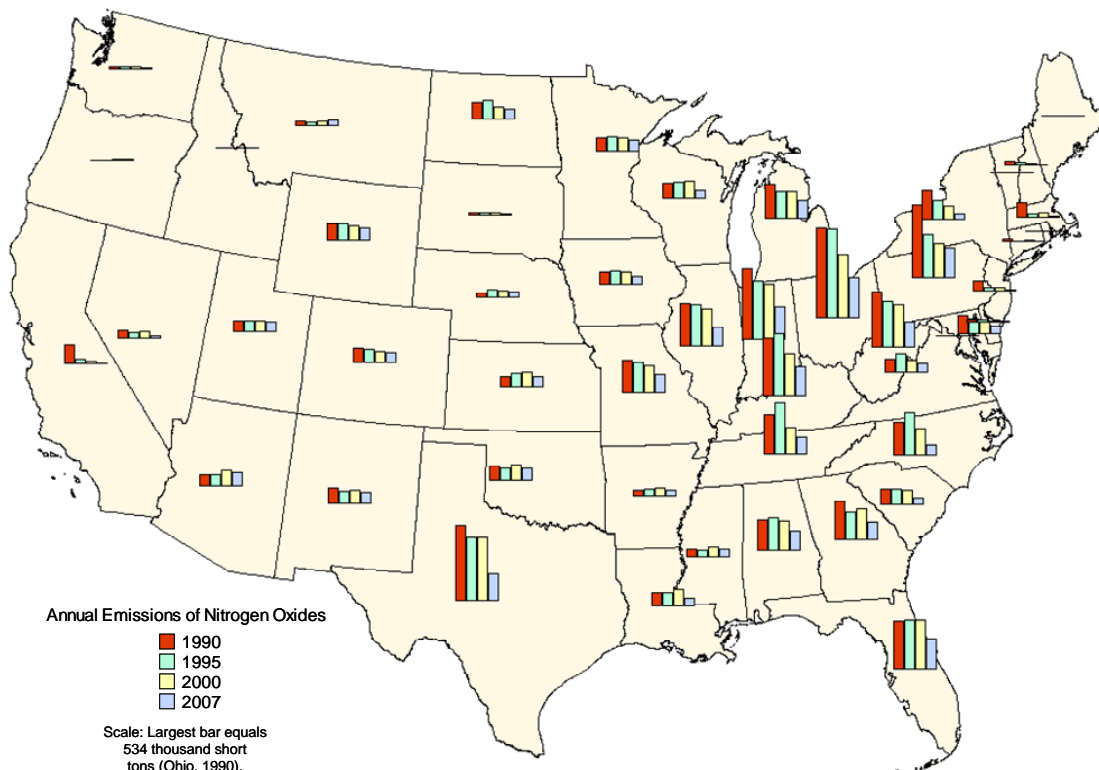 Annual Emissions of Nitrogen Oxides
1990
1995
2000
2007
Scale: Largest bar equals
534 thousand short
tons (Ohio, 1990).